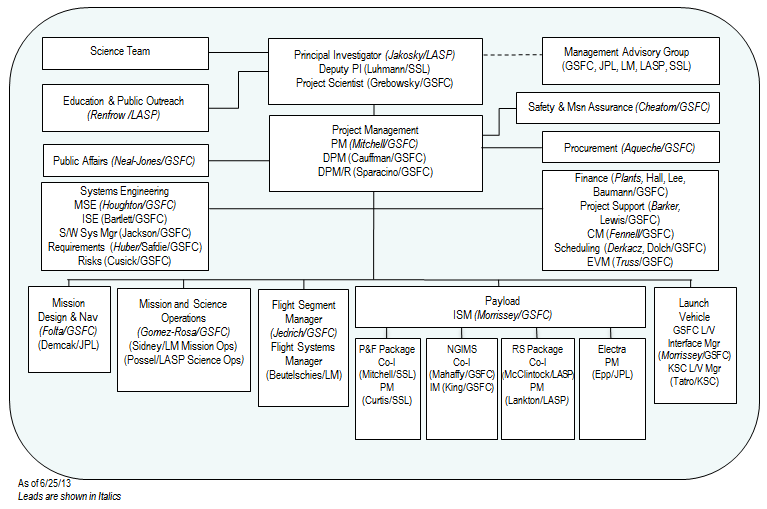 Science Team
Principal Investigator (Jakosky/LASP)
Deputy PI (Luhmann/SSL)
Project Scientist (Grebowsky/GSFC)
Management Advisory Group
(GSFC, JPL, LM, LASP, SSL)
Education & Public Outreach
(Renfrow /LASP)
Safety & Msn Assurance (Cheatom/GSFC)
Project Management
PM (Mitchell/GSFC)
DPM (Cauffman/GSFC)
DPM/R (Sparacino/GSFC)
Public Affairs (Neal-Jones/GSFC)
Procurement (Aqueche/GSFC)
Systems Engineering
MSE (Houghton/GSFC)
ISE (Bartlett/GSFC)
S/W Sys Mgr (Jackson/GSFC)
Requirements (Huber/Safdie/GSFC)
Risks (Cusick/GSFC)
Finance (Plants, Hall, Lee,
Baumann/GSFC)
Project Support (Barker,
Lewis/GSFC)
CM (Fennell/GSFC)
Scheduling (Derkacz, Dolch/GSFC)
EVM (Truss/GSFC)
Mission
Design & Nav
(Folta/GSFC)
(Demcak/JPL)
Mission and Science
Operations
(Gomez-Rosa/GSFC)
(Sidney/LM Mission Ops)
(Possel/LASP Science Ops)
Flight Segment
Manager
(Jedrich/GSFC)
Flight Systems
Manager
(Beutelschies/LM)
Payload
ISM (Morrissey/GSFC)
P&F Package
Co-I
(Mitchell/SSL)
PM
(Curtis/SSL)
NGIMS
Co-I
(Mahaffy/GSFC)
IM (King/GSFC)
RS Package
Co-I
(McClintock/LASP)
PM
(Lankton/LASP)
Electra
PM
(Epp/JPL)
Launch
Vehicle
GSFC L/V
Interface Mgr
(Morrissey/GSFC)
KSC L/V Mgr
(Tatro/KSC)
As of 6/25/13
Leads are shown in Italics